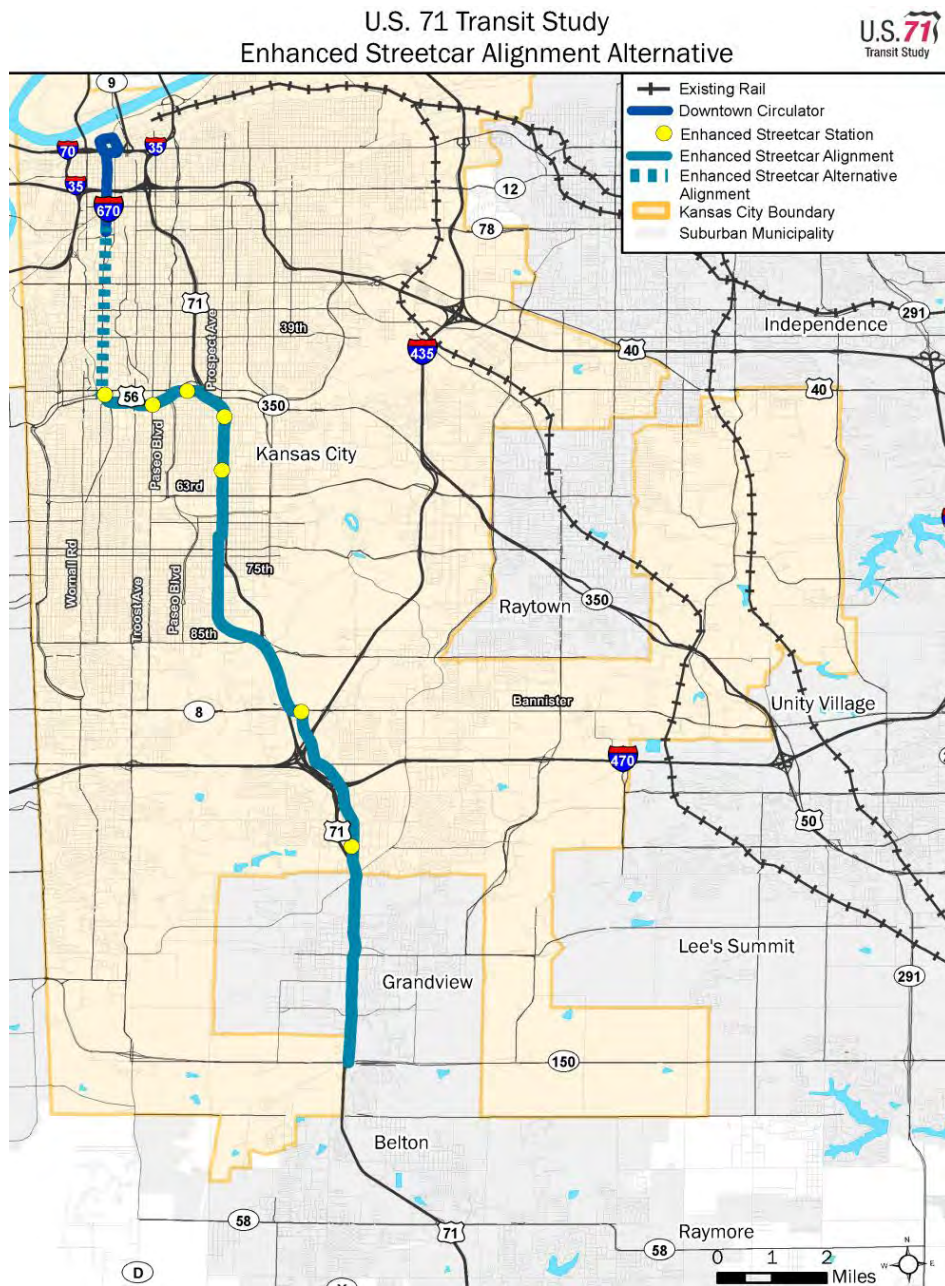 U.S. 71 Transit Study
Enhanced Streetcar Alignment Alternative
U.S. 71
Transit Study
Existing Rail
Downtown Circulator
Enhanced Streetcar Station
Enhanced Streetcar Alignment
Enhanced Streetcar Alternative
Alignment
Kansas City Boundary
Suburban Municipality
9
70
35
35
670
12
78
71
39th
Prospect Ave
435
Independence
291
40
40
56
350
Kansas City
Paseo Blvd
63rd
Wornall Rd
Troost Ave
Paseo Blvd
75th
85th
Raytown
350
8
Bannister
Unity Village
470
50
71
Lee's Summit
Grandview
291
150
Belton
58
71
Raymore
58
0 1 2
Miles
N
W E
S
D